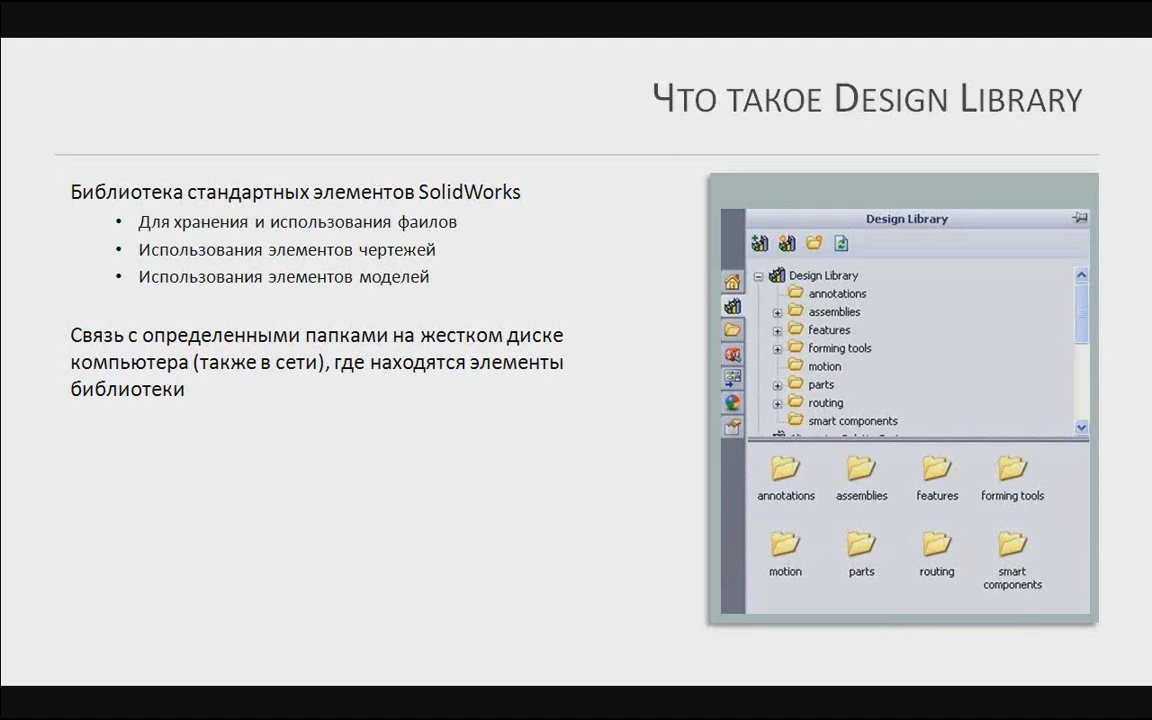 Что такое Design Library
Библиотека стандартных элементов SolidWorks
• Для хранения и использования фаилов
• Использования элементов чертежей
• Использования элементов моделей
Связь с определенными папками на жестком диске
компьютера (также в сети), где находятся элементы
библиотеки
Design Library
Design Library
annotations
assemblies
features
forming tools
motion
parts
routing
smart components
annotations assemblies features forming tools
motion parts routing smart
components